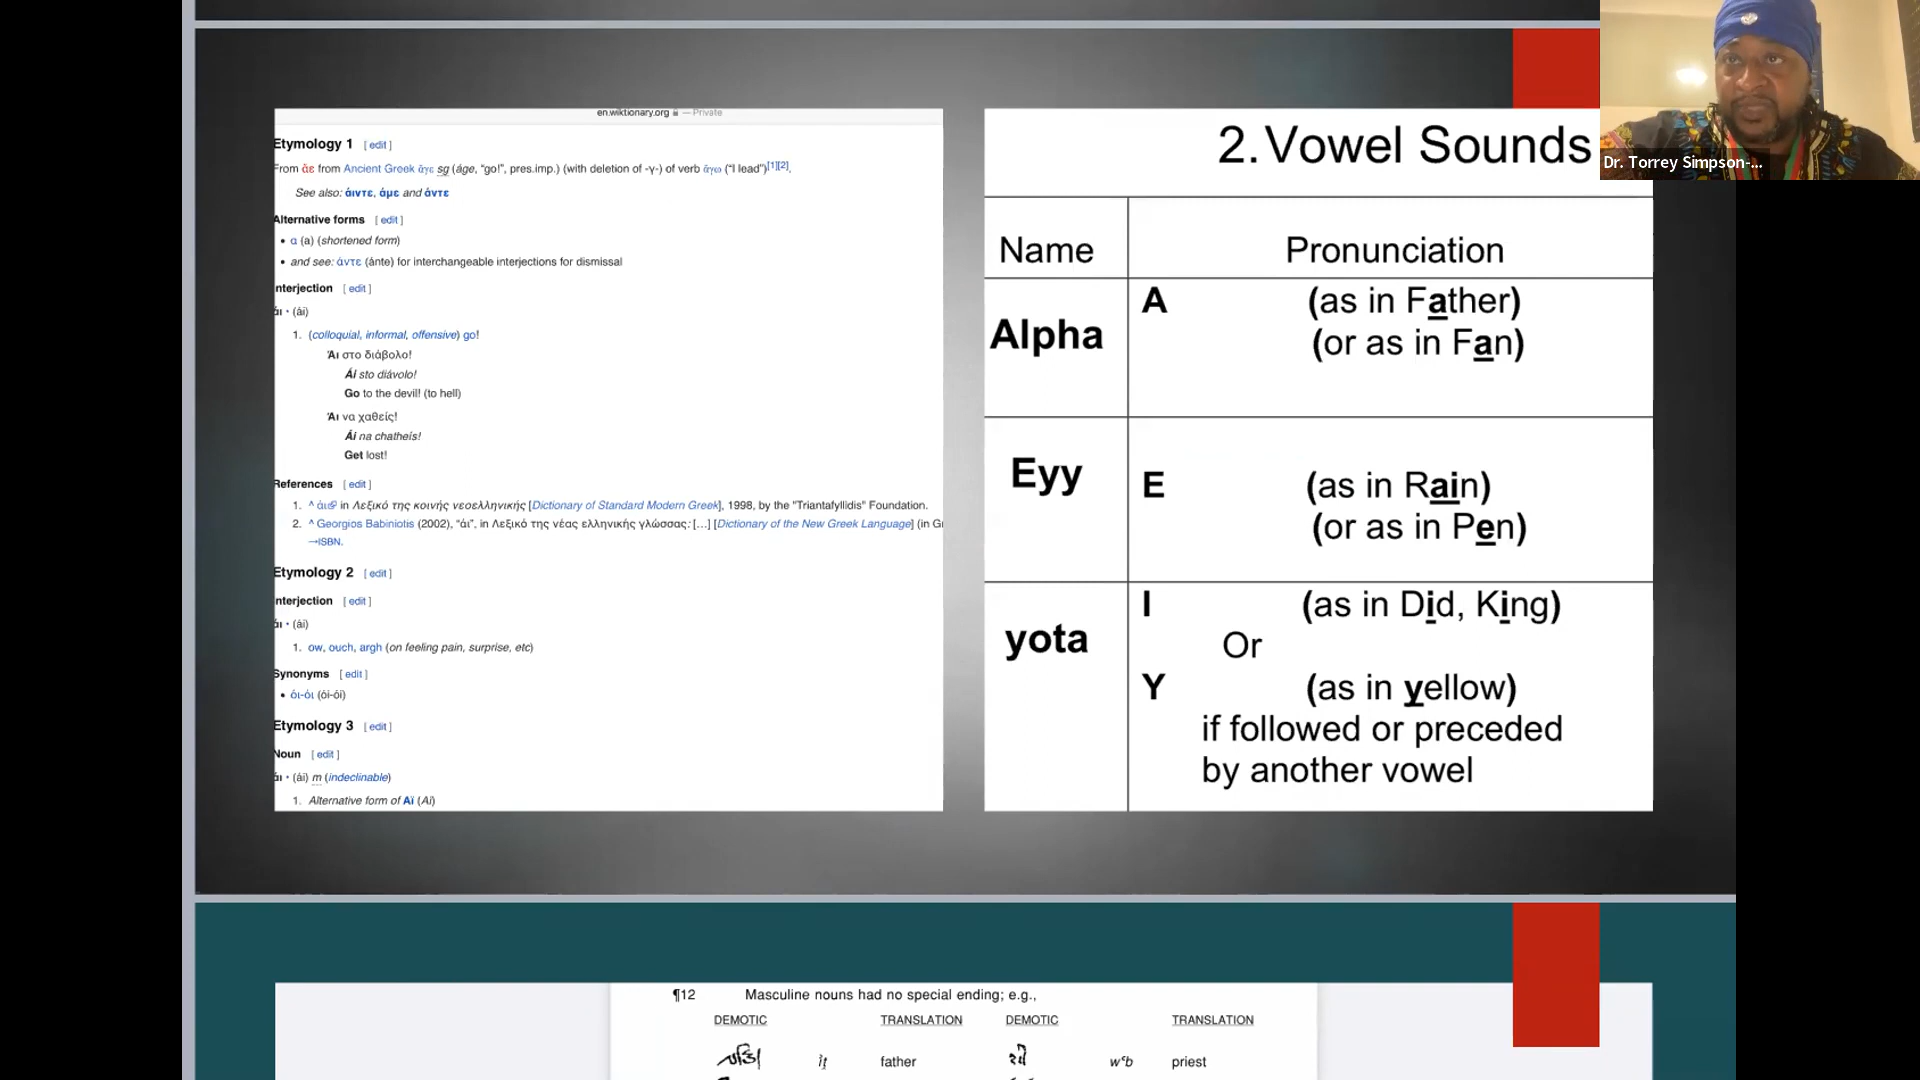 en.wiktionary.org — Private
Etymology 1 [ edit ]
From ἄε from Ancient Greek ἄγε sg (áge, “go!”, pres.imp.) (with deletion of -γ-) of verb ἄγω (“I lead”)[1][2].
See also: άιντε, άμε and άντε
Alternative forms [ edit ]
• α (a) (shortened form)
• and see: άντε (ánte) for interchangeable interjections for dismissal
nterjection [ edit ]
άι • (ái)
1. (colloquial, informal, offensive) go!
Άι στο διάβολο!
Ái sto diávolo!
Go to the devil! (to hell)
Άι να χαθείς!
Ái na chatheís!
Get lost!
References [ edit ]
1. ^ άι in Λεξικό της κοινής νεοελληνικής [Dictionary of Standard Modern Greek], 1998, by the "Triantafyllidis" Foundation.
2. ^ Georgios Babiniotis (2002), “άι”, in Λεξικό της νέας ελληνικής γλώσσας: [...] [Dictionary of the New Greek Language] (in Gr
→ISBN.
Etymology 2 [ edit ]
nterjection [ edit ]
άι • (ái)
1. ow, ouch, argh (on feeling pain, surprise, etc)
Synonyms [ edit ]
• όι-όι (ói-ói)
Etymology 3 [ edit ]
Noun [ edit ]
άι • (ái) m (indeclinable)
1. Alternative form of Αϊ (Aï)
2. Vowel Sounds
Name Pronunciation
Alpha A (as in Father)
(or as in Fan)
Eyy E (as in Rain)
(or as in Pen)
yota I (as in Did, King)
Or
Y (as in yellow)
if followed or preceded
by another vowel
Dr. Torrey Simpson-...
¶12 Masculine nouns had no special ending; e.g.,
DEMOTIC TRANSLATION DEMOTIC TRANSLATION
father wꜥb priest